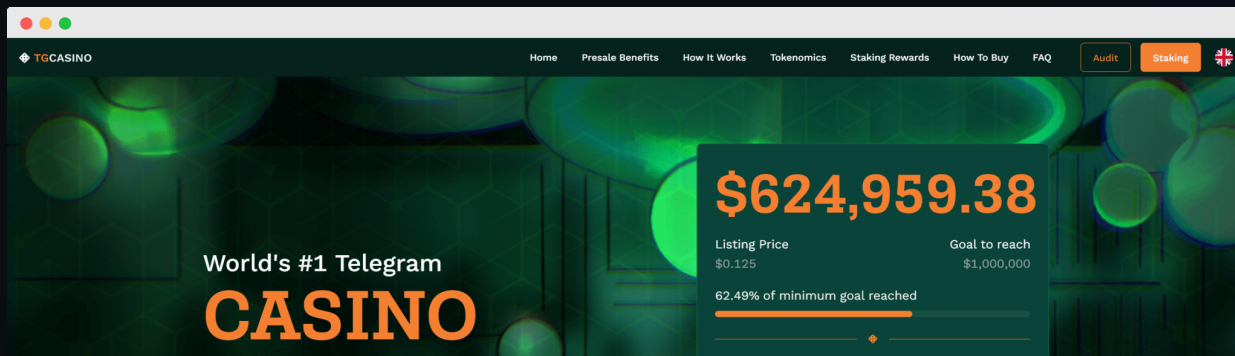 TGCASINO
Home Presale Benefits How It Works Tokenomics Staking Rewards How To Buy FAQ Audit Staking
World's #1 Telegram
CASINO
$624,959.38
Listing Price Goal to reach
$0.125 $1,000,000
62.49% of minimum goal reached